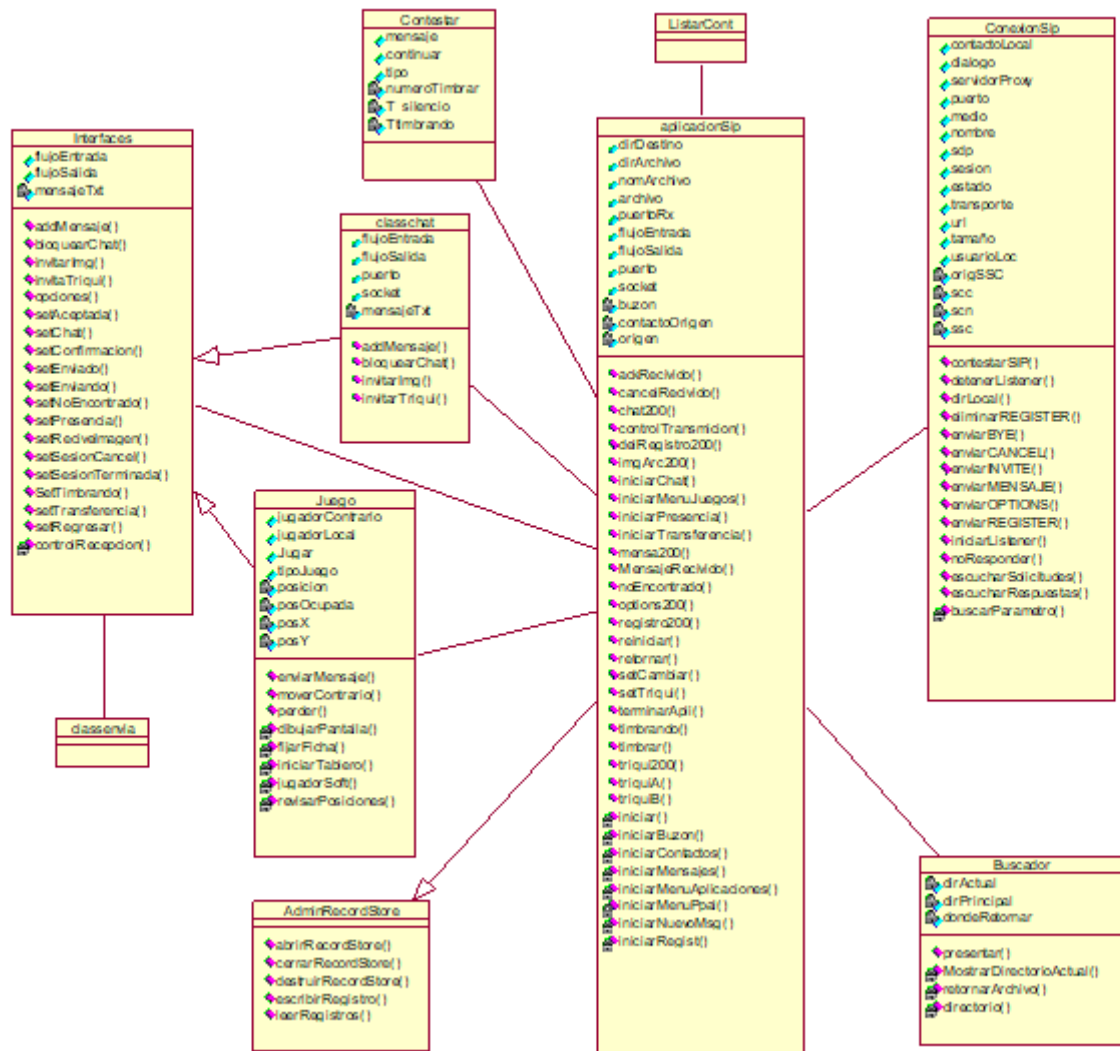 Contestar
mensaje
continuar
tipo
numeroTimbrar
T_silencio
Ttimbrando
ListarCont
ConexionSip
contactoLocal
dialogo
servidorProxy
puerto
medio
nombre
sdp
sesion
estado
transporte
url
tamaño
usuarioLoc
origSSC
scc
scn
ssc
contestarSIP()
detenerListener()
dirLocal()
eliminarREGISTER()
enviarBYE()
enviarCANCEL()
enviarINVITE()
enviarMENSAJE()
enviarOPTIONS()
enviarREGISTER()
iniciarListener()
noResponder()
escucharSolicitudes()
escucharRespuestas()
buscarParametro()
Interfaces
flujoEntrada
flujoSalida
mensajeTxt
addMensaje()
bloquearChat()
invitarImg()
invitaTriqui()
opciones()
setAceptada()
setChat()
setConfirmacion()
setEnviado()
setEnviando()
setNoEncontrado()
setPresencia()
setReciveImagen()
setSesionCancel()
setSesionTerminada()
SetTimbrando()
setTransferencia()
setRegresar()
controlRecepcion()
classchat
flujoEntrada
flujoSalida
puerto
socket
mensajeTxt
addMensaje()
bloquearChat()
invitarImg()
invitarTriqui()
aplicacionSip
dirDestino
dirArchivo
nomArchivo
archivo
puertoRx
flujoEntrada
flujoSalida
puerto
socket
buzon
contactoOrigen
origen
ackRecivido()
cancelRecivido()
chat200()
controlTransmicion()
delRegistro200()
imgArc200()
iniciarChat()
iniciarMenuJuegos()
iniciarPresencia()
iniciarTransferencia()
mensa200()
MensajeRecivido()
noEncontrado()
options200()
registro200()
reiniciar()
retornar()
setCambiar()
setTriqui()
terminarApli()
timbrando()
timbrar()
triqui200()
triquiA()
triquiB()
iniciar()
iniciarBuzon()
iniciarContactos()
iniciarMensajes()
iniciarMenuAplicaciones()
iniciarMenuPpal()
iniciarNuevoMsg()
iniciarRegist()
Juego
jugadorContrario
jugadorLocal
Jugar
tipoJuego
posicion
posOcupada
posX
posY
enviarMensaje()
moverContrario()
perder()
dibujarPantalla()
fijarFicha()
iniciarTablero()
jugadorSoft()
revisarPosiciones()
classenvia
AdminRecordStore
abrirRecordStore()
cerrarRecordStore()
destruirRecordStore()
escribirRegistro()
leerRegistros()
Buscador
dirActual
dirPrincipal
dondeRetornar
presentar()
MostrarDirectorioActual()
retornarArchivo()
directorio()